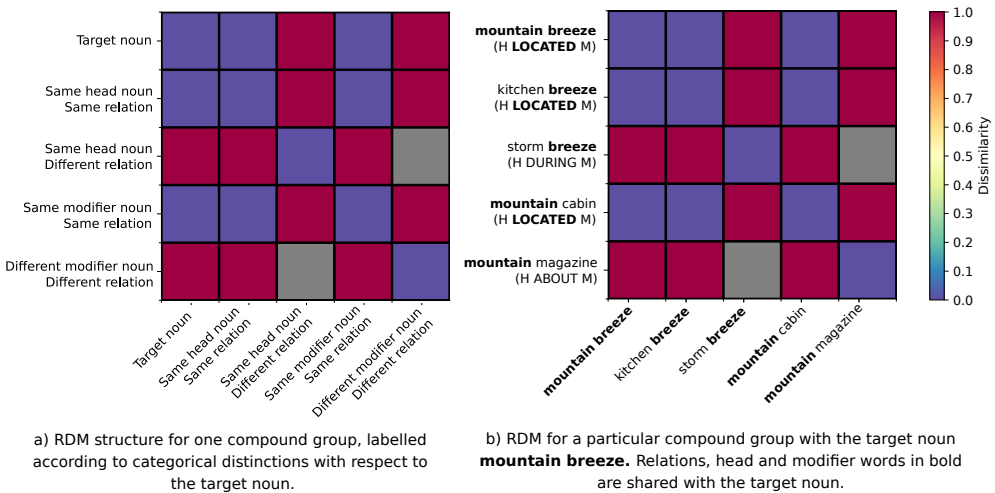 Target noun
Same head noun
Same relation
Same head noun
Different relation
Same modifier noun
Same relation
Different modifier noun
Different relation
Target noun
Same head noun
Same relation
Same head noun
Different relation
Same modifier noun
Same relation
Different modifier noun
Different relation
a) RDM structure for one compound group, labelled
according to categorical distinctions with respect to
the target noun.
mountain breeze
(H LOCATED M)
kitchen breeze
(H LOCATED M)
storm breeze
(H DURING M)
mountain cabin
(H LOCATED M)
mountain magazine
(H ABOUT M)
mountain breeze
kitchen breeze
storm breeze
mountain cabin
mountain magazine
b) RDM for a particular compound group with the target noun
mountain breeze. Relations, head and modifier words in bold
are shared with the target noun.
1.0
0.9
0.8
0.7
0.6
0.5
0.4
0.3
0.2
0.1
0.0
Dissimilarity